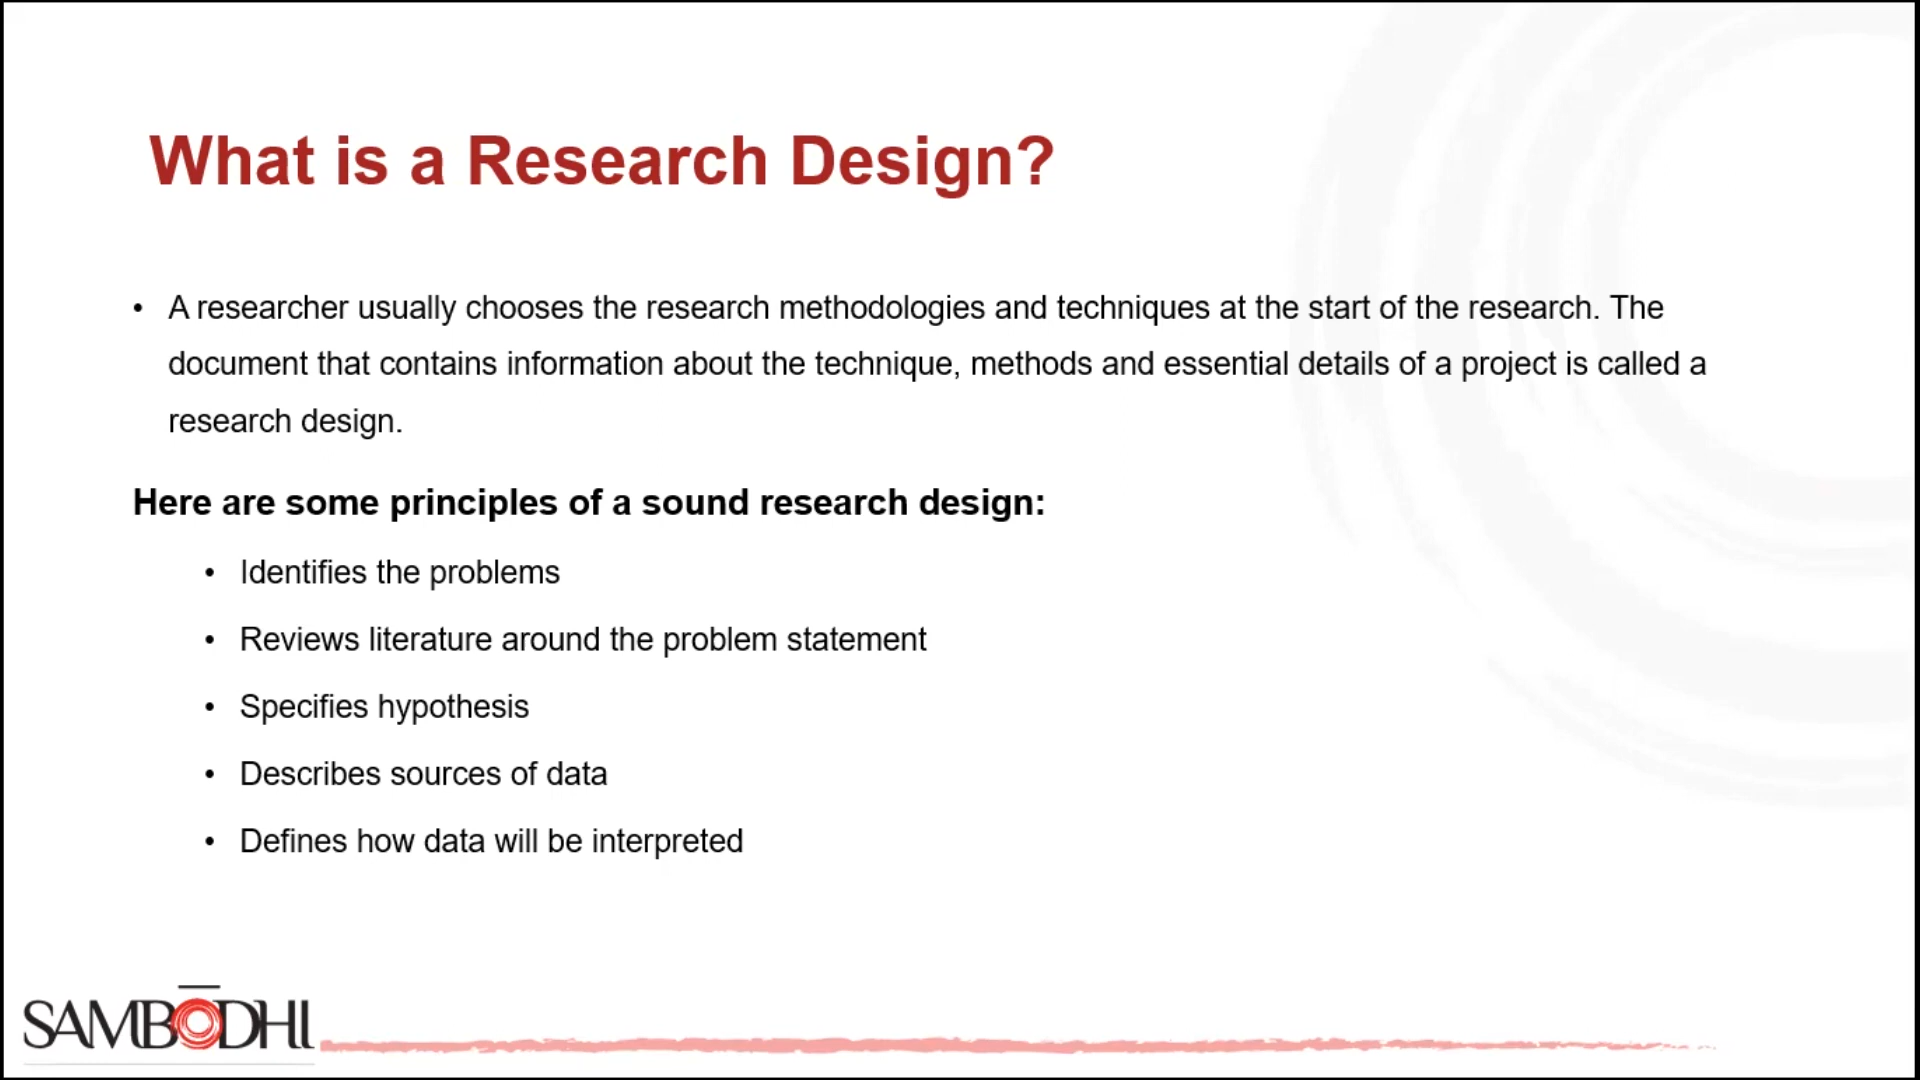 What is a Research Design?
• A researcher usually chooses the research methodologies and techniques at the start of the research. The
document that contains information about the technique, methods and essential details of a project is called a
research design.
Here are some principles of a sound research design:
• Identifies the problems
• Reviews literature around the problem statement
• Specifies hypothesis
• Describes sources of data
• Defines how data will be interpreted
SAMBŌDHI